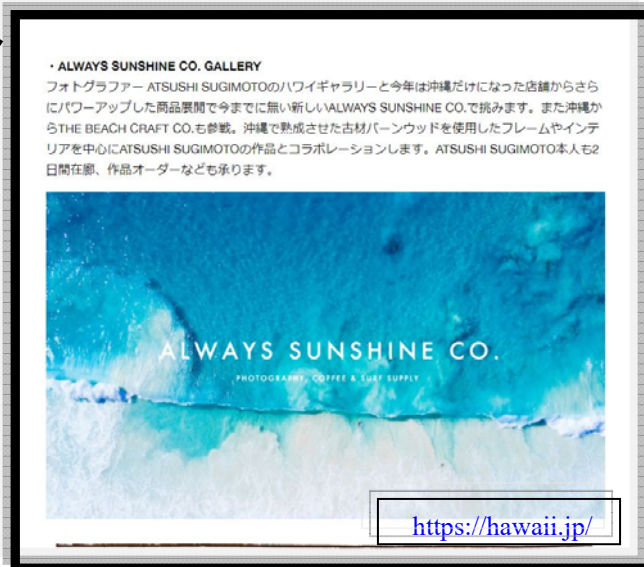 ・ALWAYS SUNSHINE CO. GALLERY
フォトグラファー ATSUSHI SUGIMOTOのハワイギャラリーと今年は沖縄だけになった店舗からさら
にパワーアップした商品展開で今までに無い新しいALWAYS SUNSHINE CO.で挑みます。また沖縄か
らTHE BEACH CRAFT CO.も参戦。沖縄で熟成させた古材バーンウッドを使用したフレームやインテ
リアを中心にATSUSHI SUGIMOTOの作品とコラボレーションします。ATSUSHI SUGIMOTO本人も2
日間在廊、作品オーダーなども承ります。
ALWAYS SUNSHINE CO.
PHOTOGRAPHY, COFFEE & SURF SUPPLY
https://hawaii.jp/